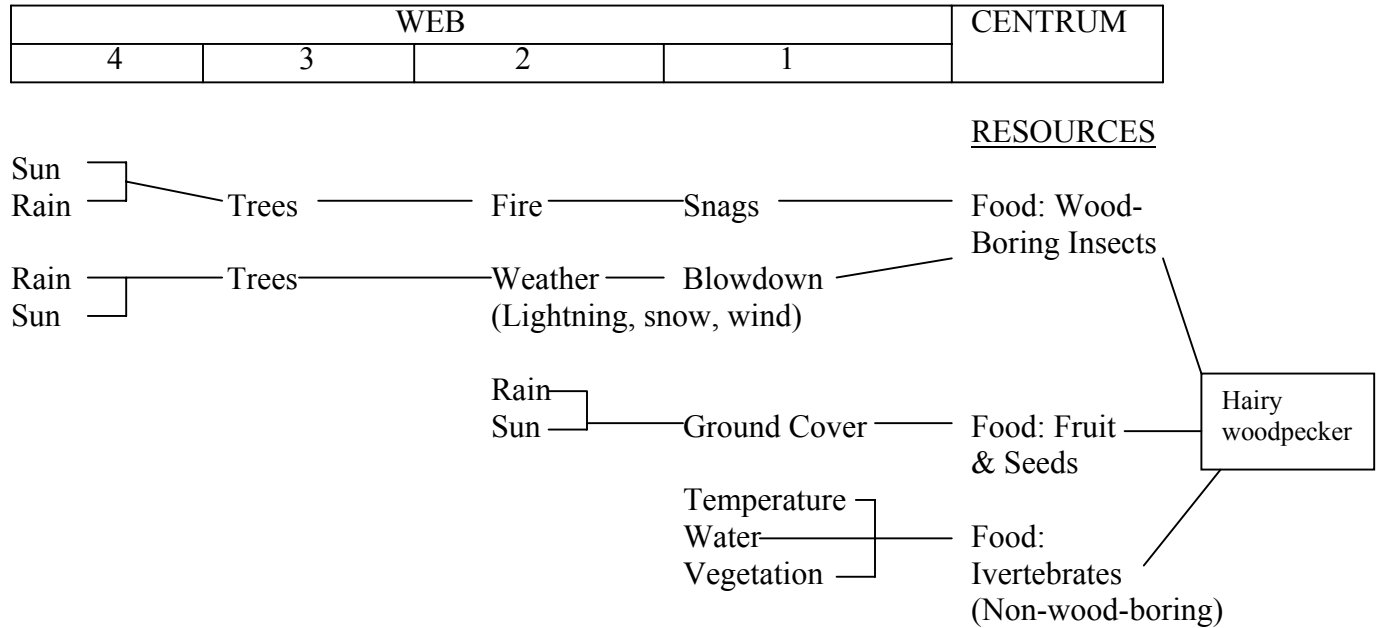 WEB CENTRUM
4 3 2 1
RESOURCES
Sun
Rain Trees Fire Snags Food: Wood-
Boring Insects
Rain Trees Weather Blowdown
Sun (Lightning, snow, wind)
Rain
Sun Ground Cover Food: Fruit
& Seeds
Hairy
woodpecker
Temperature
Water Food:
Vegetation Ivertebrates
(Non-wood-boring)